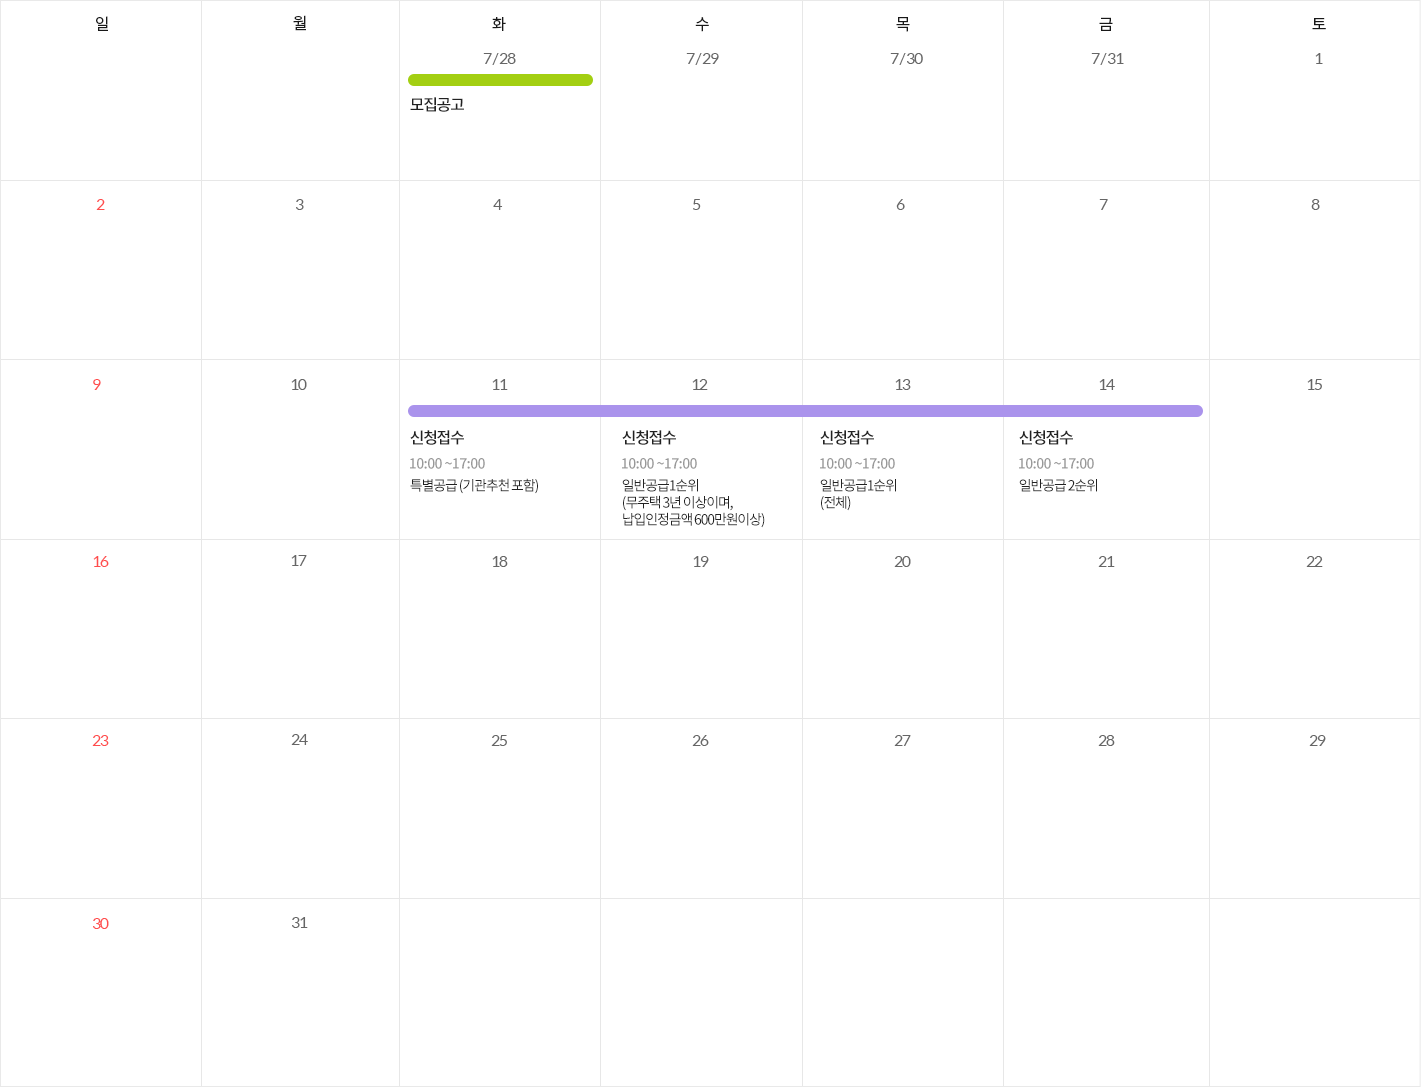 일 월 화 수 목 금 토
7/28 7/29 7/30 7/31 1
모집공고
2 3 4 5 6 7 8
9 10 11 12 13 14 15
신청접수 신청접수 신청접수 신청접수
10:00 ~17:00 10:00 ~17:00 10:00 ~17:00 10:00 ~17:00
특별공급 (기관추천 포함) 일반공급1순위 일반공급1순위 일반공급 2순위
(무주택 3년 이상이며, (전체)
납입인정금액 600만원이상)
16 17 18 19 20 21 22
23 24 25 26 27 28 29
30 31